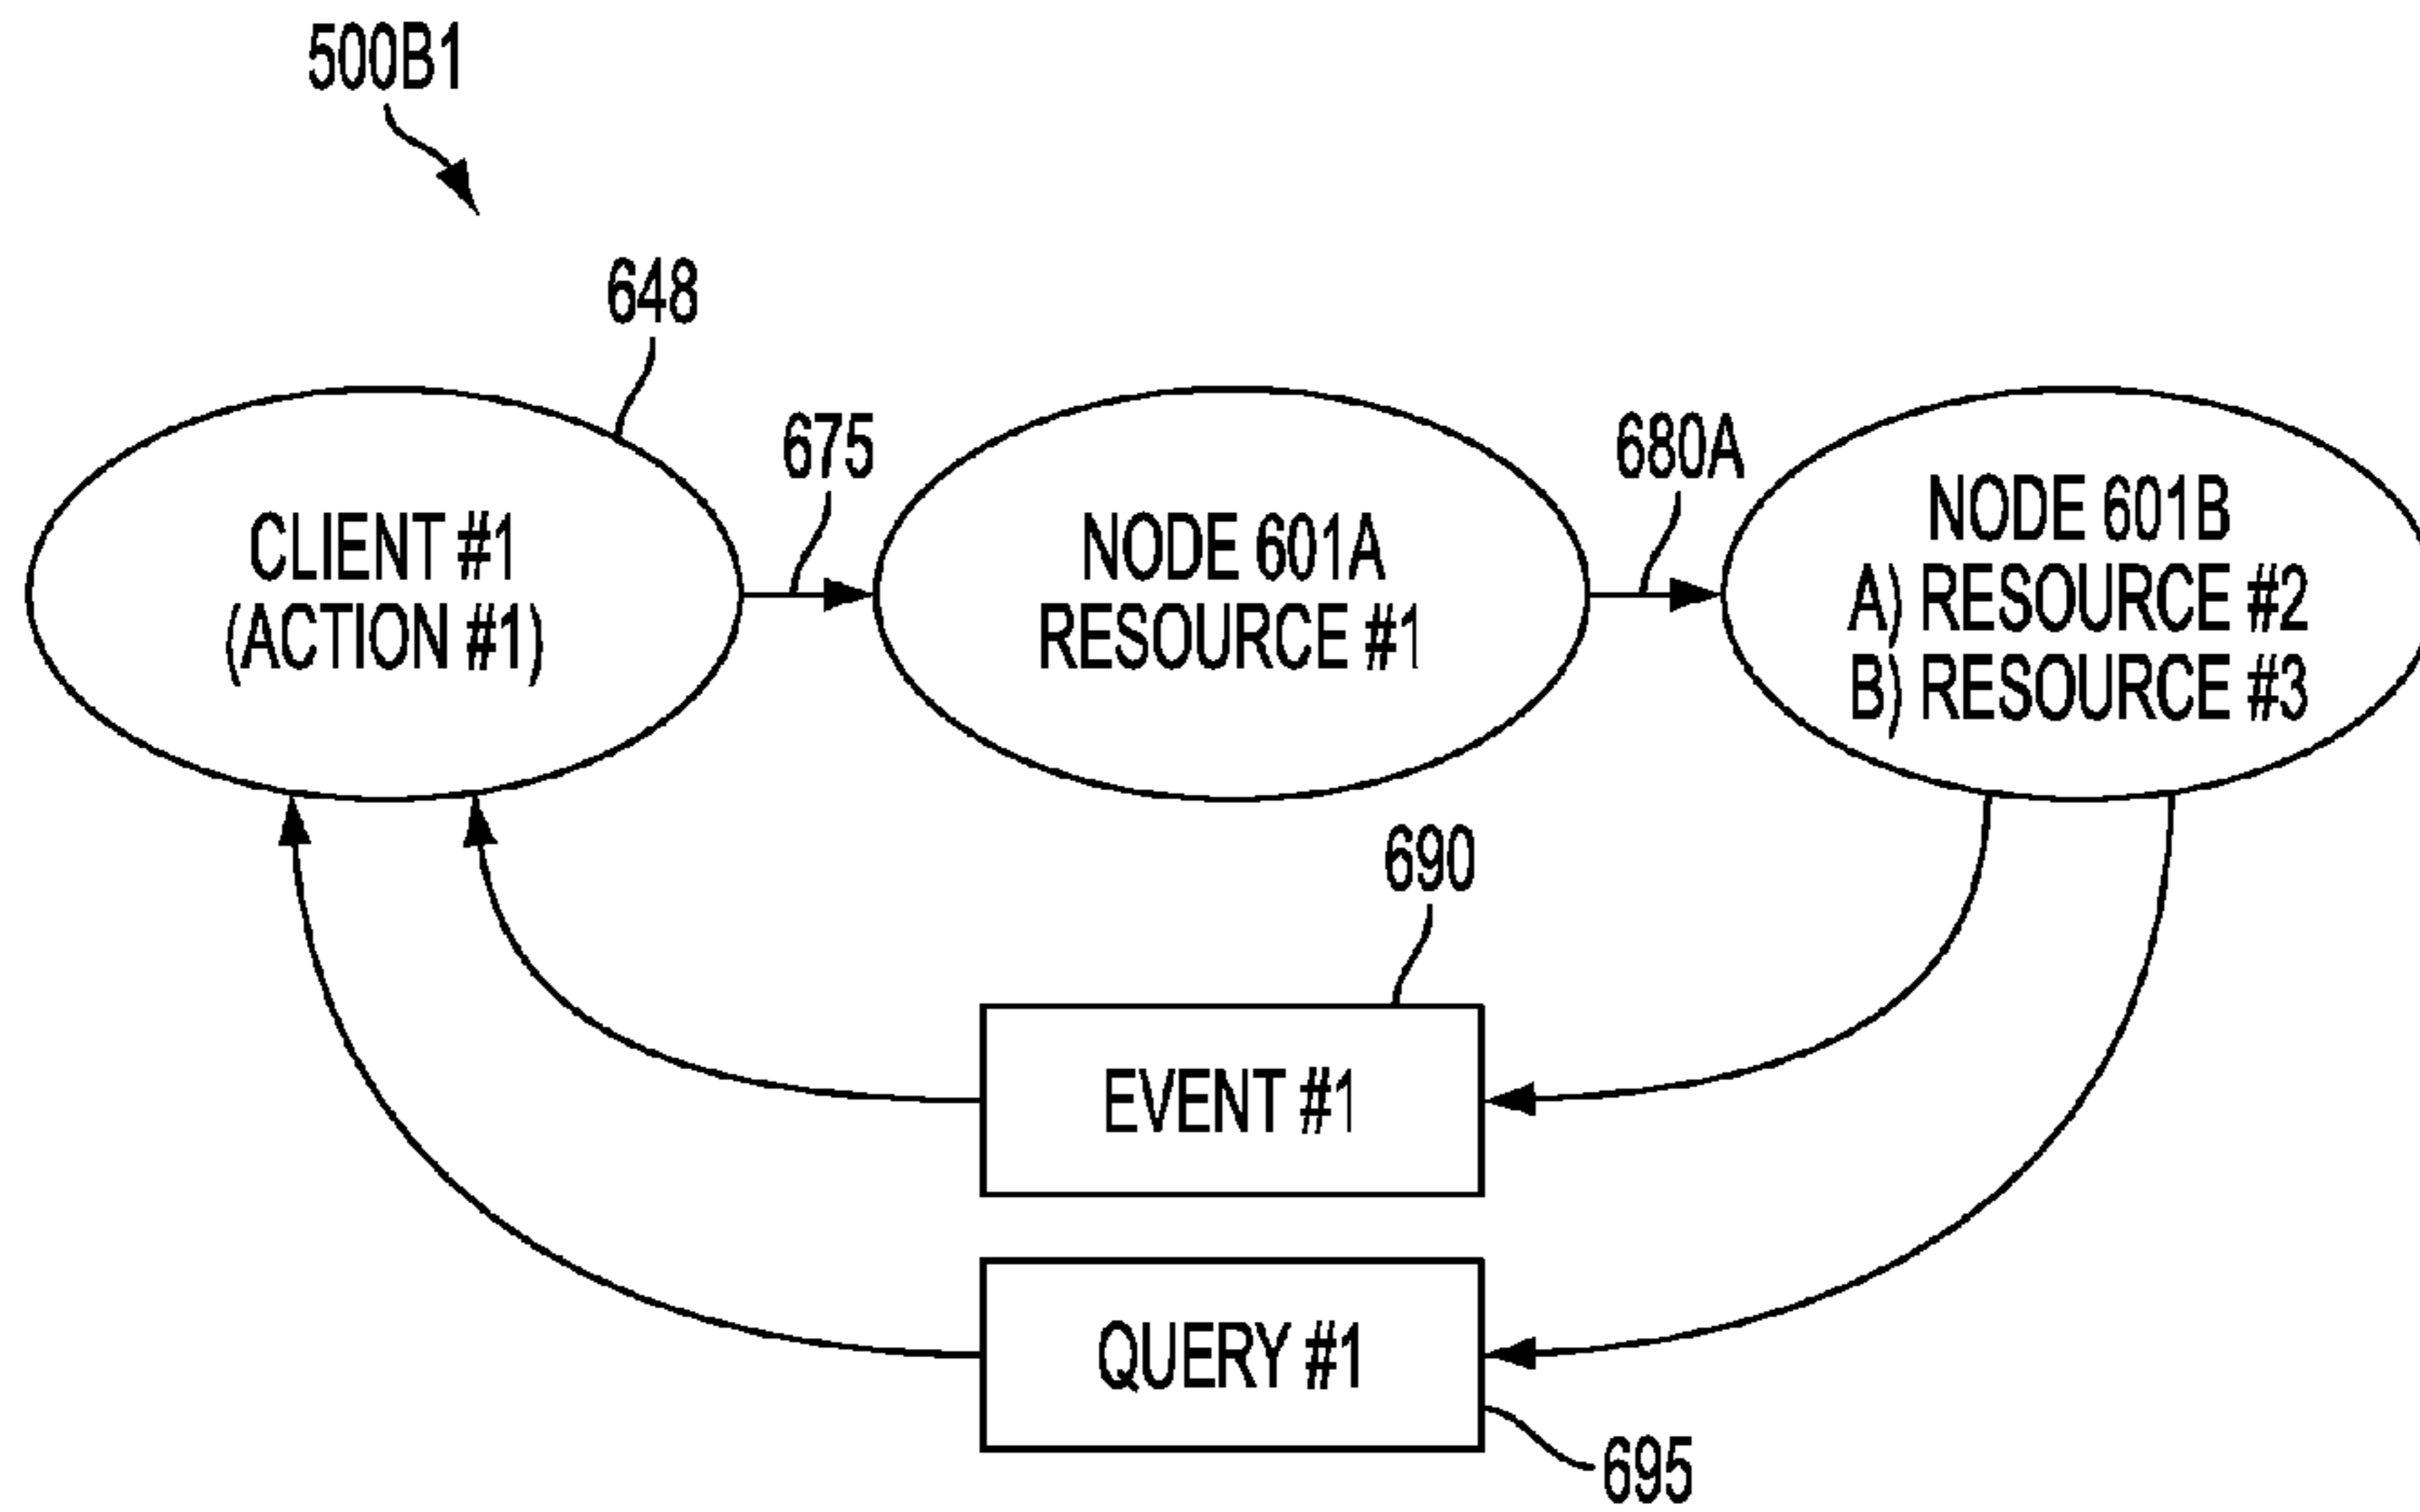 500B1
648
675
680A
CLIENT #1
(ACTION #1)
NODE 601A
RESOURCE #1
NODE 601B
A) RESOURCE #2
B) RESOURCE #3
690
EVENT #1
QUERY #1
695